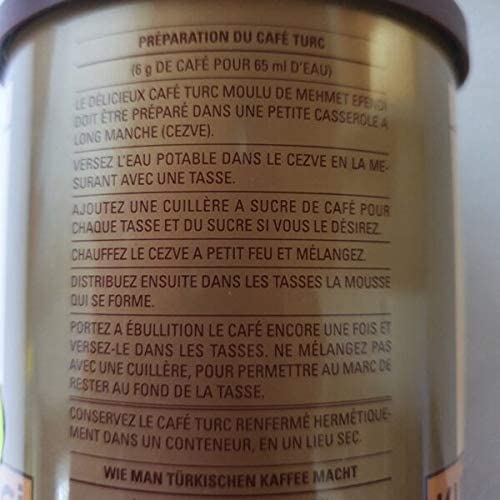 PRÉPARATION DU CAFÉ TURC
(6 g DE CAFÉ POUR 65 ml D'EAU)
LE DÉLICIEUX CAFÉ TURC MOULU DE MEHMET EFENDI
DOIT ÊTRE PRÉPARÉ DANS UNE PETITE CASSEROLE A
LONG MANCHE (CEZVE).
VERSEZ L'EAU POTABLE DANS LE CEZVE EN LA ME-
SURANT AVEC UNE TASSE.
AJOUTEZ UNE CUILLÈRE A SUCRE DE CAFÉ POUR
CHAQUE TASSE ET DU SUCRE SI VOUS LE DÉSIREZ.
CHAUFFEZ LE CEZVE A PETIT FEU ET MÉLANGEZ.
DISTRIBUEZ ENSUITE DANS LES TASSES LA MOUSSE
QUI SE FORME.
PORTEZ A ÉBULLITION LE CAFÉ ENCORE UNE FOIS ET
VERSEZ-LE DANS LES TASSES. NE MÉLANGEZ PAS
AVEC UNE CUILLÈRE, POUR PERMETTRE AU MARC DE
RESTER AU FOND DE LA TASSE.
CONSERVEZ LE CAFÉ TURC RENFERMÉ HERMÉTIQUE-
MENT DANS UN CONTENEUR, EN UN LIEU SEC.
WIE MAN TÜRKISCHEN KAFFEE MACHT